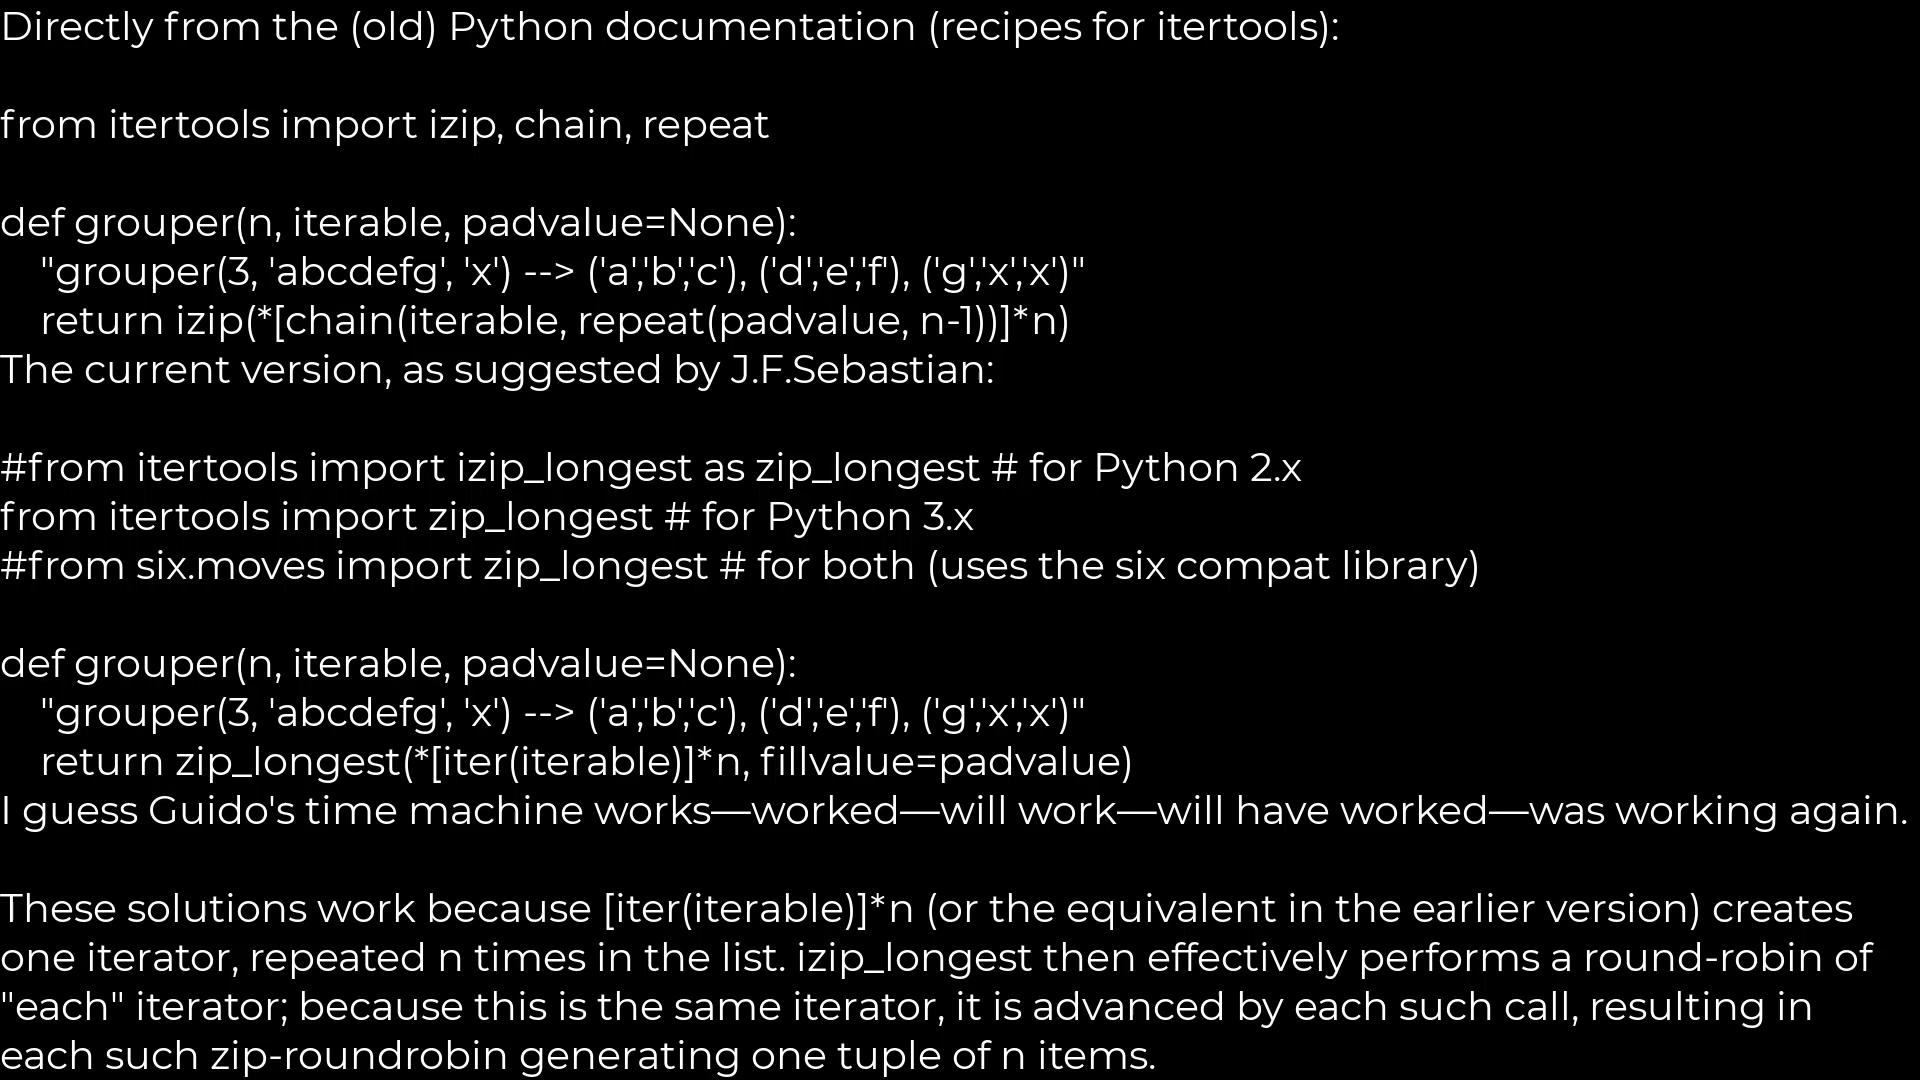 Directly from the (old) Python documentation (recipes for itertools):

from itertools import izip, chain, repeat

def grouper(n, iterable, padvalue=None):
    "grouper(3, 'abcdefg', 'x') --> ('a','b','c'), ('d','e','f'), ('g','x','x')"
    return izip(*[chain(iterable, repeat(padvalue, n-1))]*n)
The current version, as suggested by J.F.Sebastian:

#from itertools import izip_longest as zip_longest # for Python 2.x
from itertools import zip_longest # for Python 3.x
#from six.moves import zip_longest # for both (uses the six compat library)

def grouper(n, iterable, padvalue=None):
    "grouper(3, 'abcdefg', 'x') --> ('a','b','c'), ('d','e','f'), ('g','x','x')"
    return zip_longest(*[iter(iterable)]*n, fillvalue=padvalue)
I guess Guido's time machine works—worked—will work—will have worked—was working again.

These solutions work because [iter(iterable)]*n (or the equivalent in the earlier version) creates
one iterator, repeated n times in the list. izip_longest then effectively performs a round-robin of
"each" iterator; because this is the same iterator, it is advanced by each such call, resulting in
each such zip-roundrobin generating one tuple of n items.